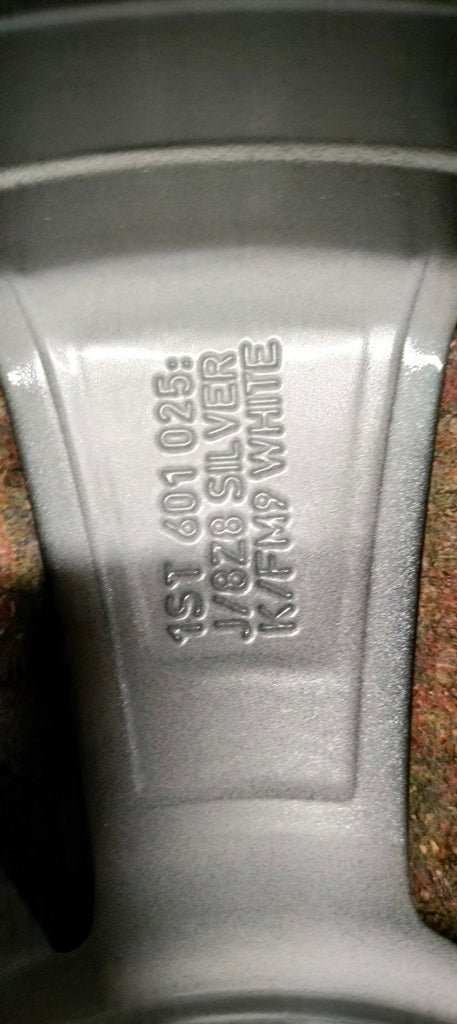 1ST 601 025::
J/8Z8 SILVER
K/FM9 WHITE